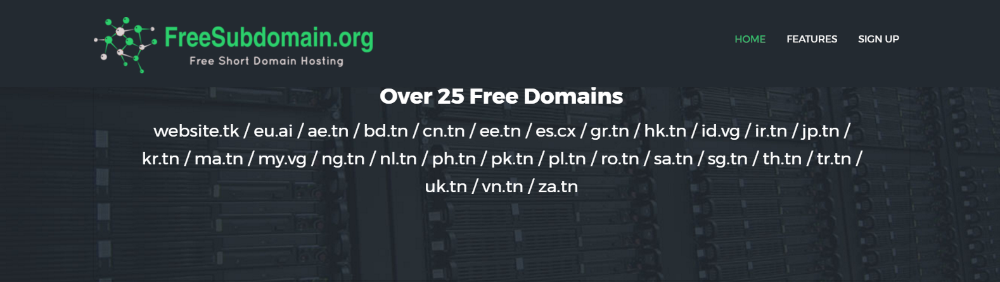 FreeSubdomain.org
Free Short Domain Hosting
HOME FEATURES SIGN UP
Over 25 Free Domains
website.tk / eu.ai / ae.tn / bd.tn / cn.tn / ee.tn / es.cx / gr.tn / hk.tn / id.vg / ir.tn / jp.tn /
kr.tn / ma.tn / my.vg / ng.tn / nl.tn / ph.tn / pk.tn / pl.tn / ro.tn / sa.tn / sg.tn / th.tn / tr.tn /
uk.tn / vn.tn / za.tn